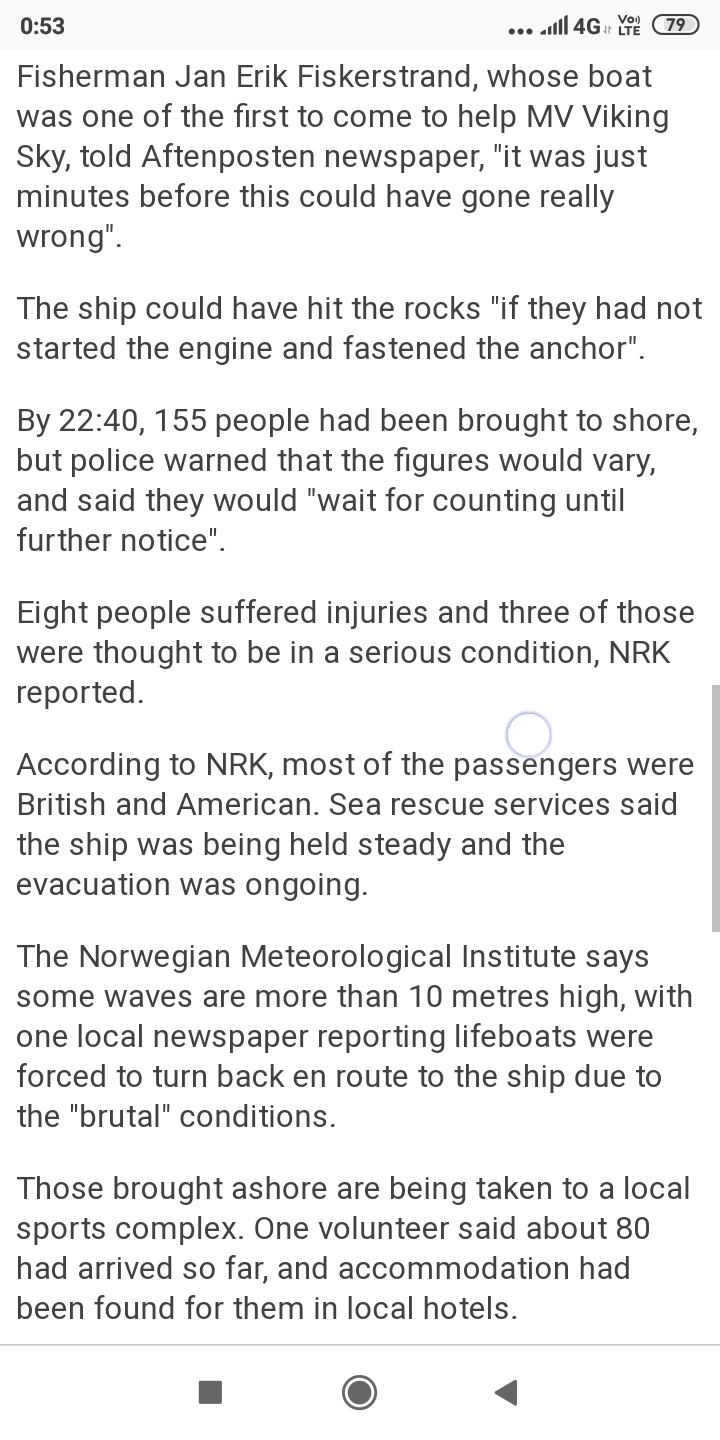 0:53
4G
Vo)) LTE
79
Fisherman Jan Erik Fiskerstrand, whose boat
was one of the first to come to help MV Viking
Sky, told Aftenposten newspaper, "it was just
minutes before this could have gone really
wrong".
The ship could have hit the rocks "if they had not
started the engine and fastened the anchor".
By 22:40, 155 people had been brought to shore,
but police warned that the figures would vary,
and said they would "wait for counting until
further notice".
Eight people suffered injuries and three of those
were thought to be in a serious condition, NRK
reported.
According to NRK, most of the passengers were
British and American. Sea rescue services said
the ship was being held steady and the
evacuation was ongoing.
The Norwegian Meteorological Institute says
some waves are more than 10 metres high, with
one local newspaper reporting lifeboats were
forced to turn back en route to the ship due to
the "brutal" conditions.
Those brought ashore are being taken to a local
sports complex. One volunteer said about 80
had arrived so far, and accommodation had
been found for them in local hotels.